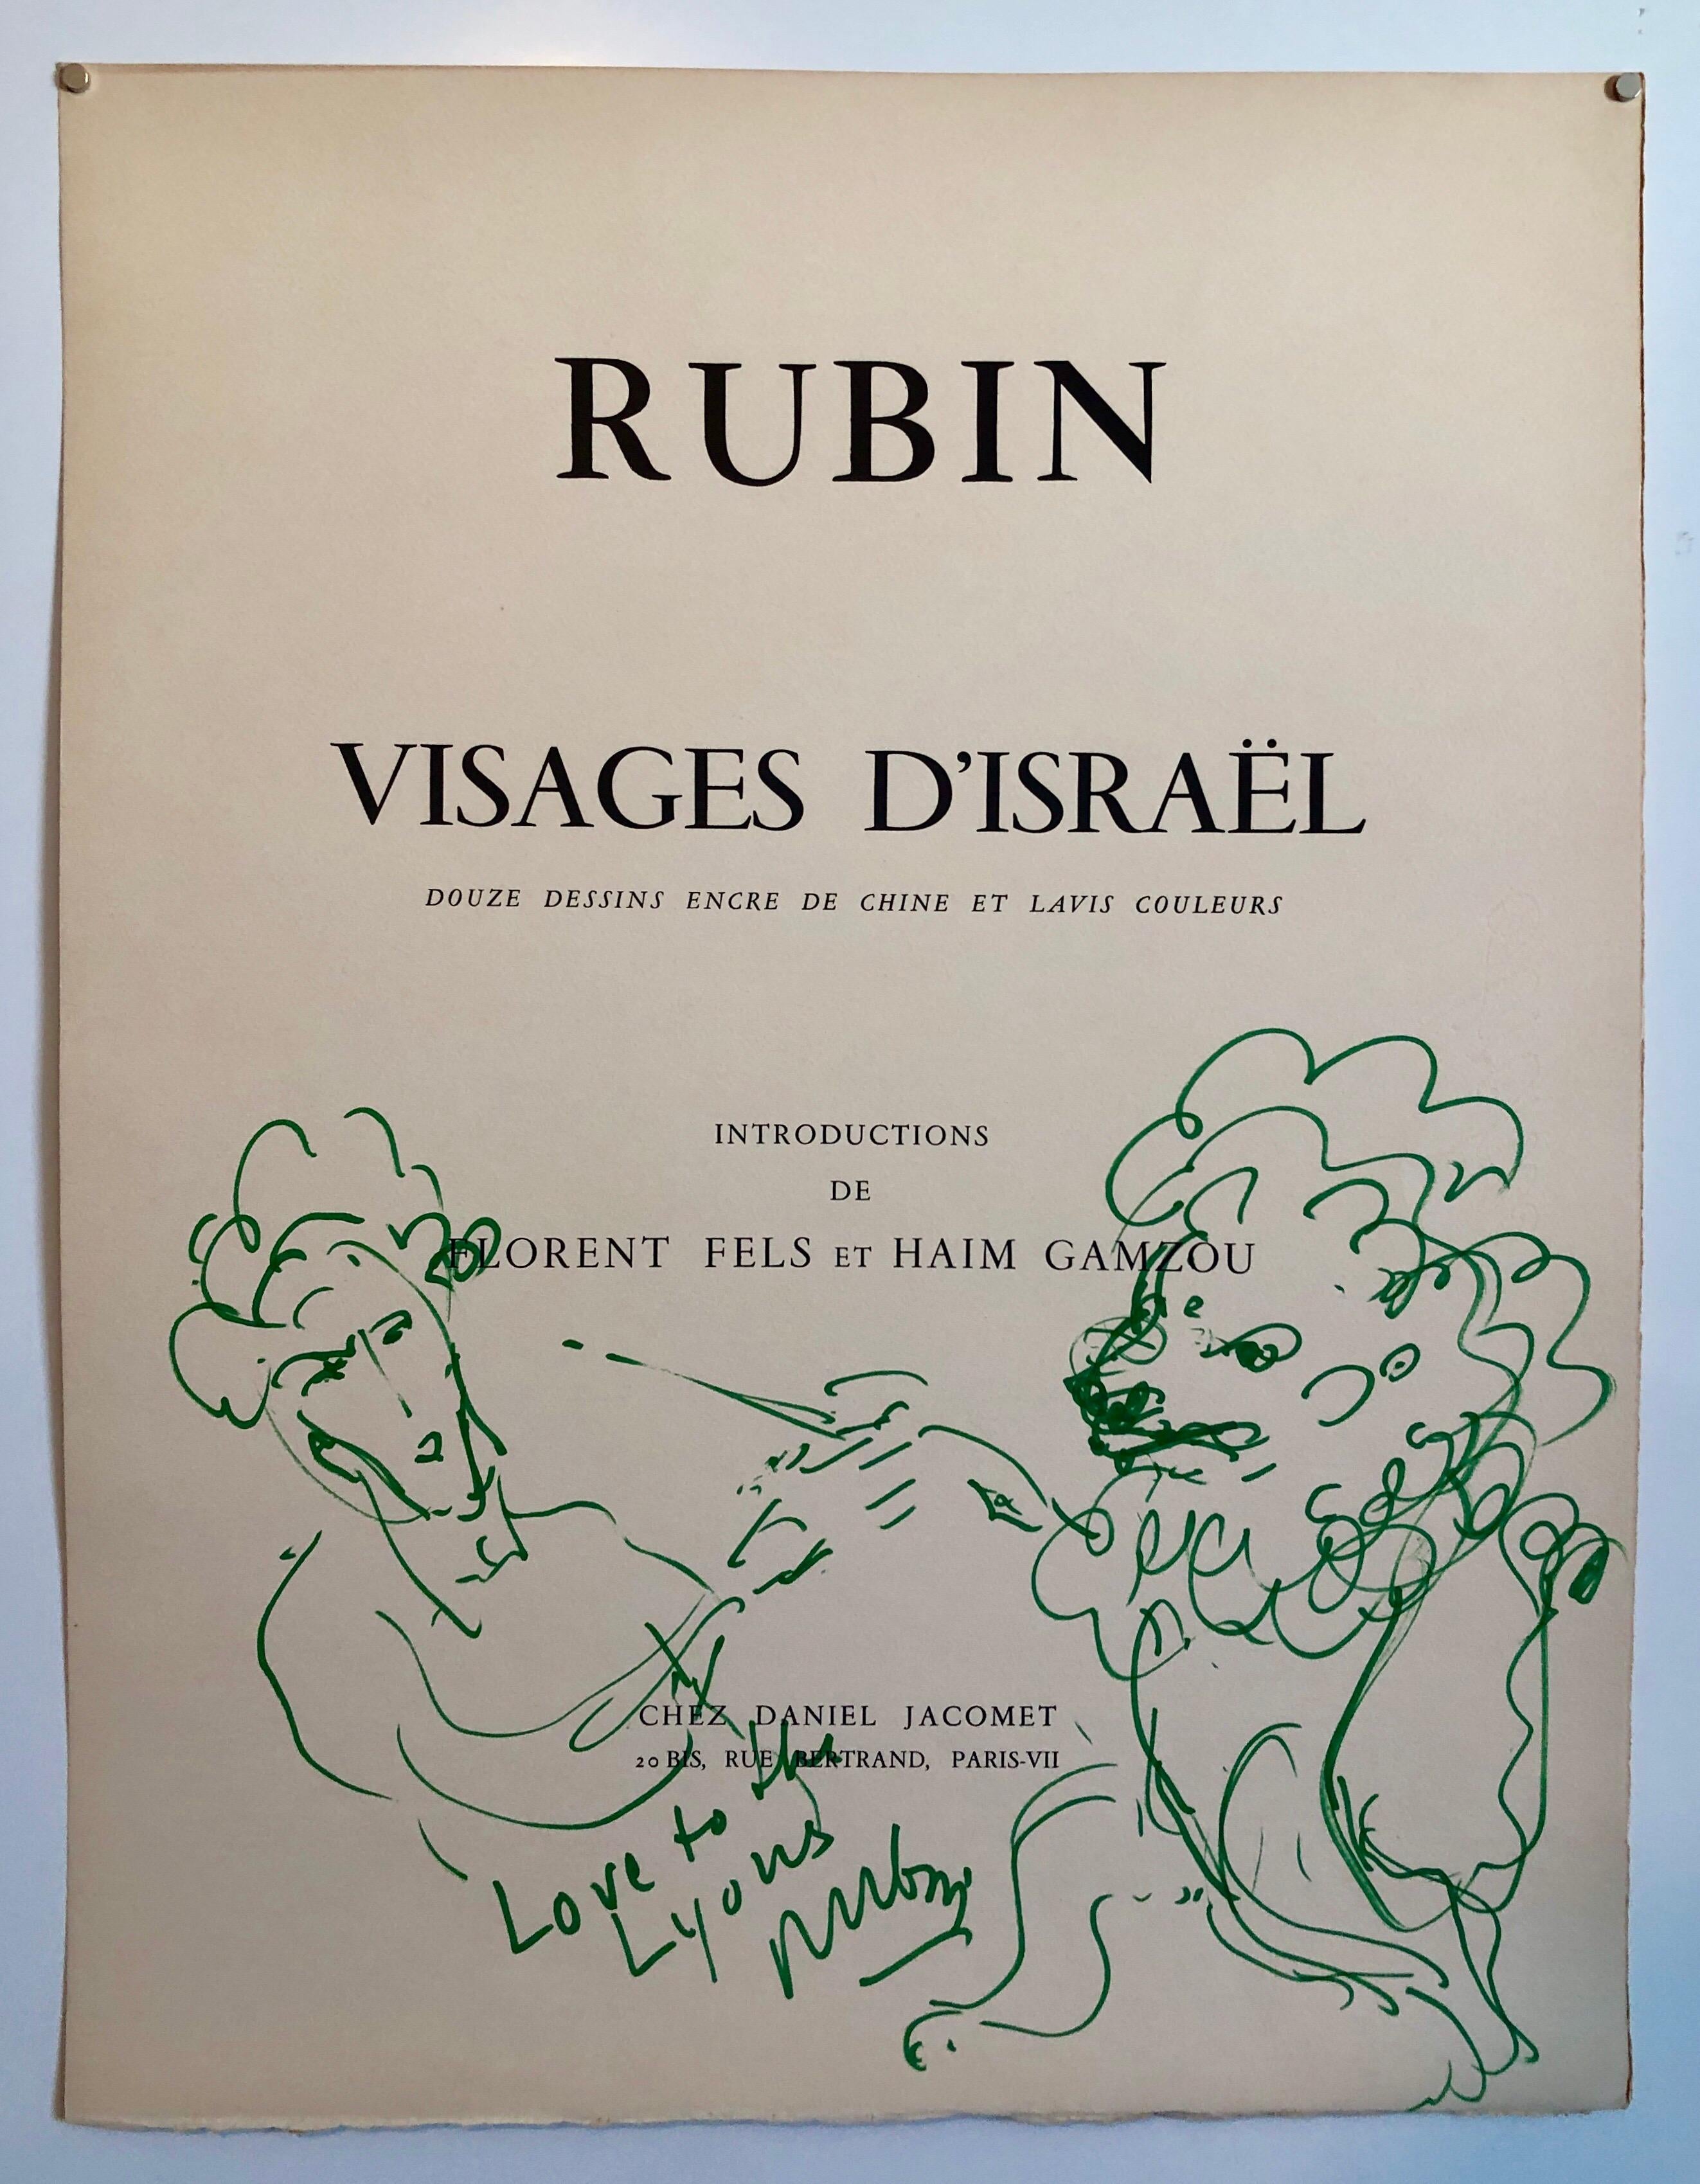 RUBIN
VISAGES D'ISRAËL
DOUZE DESSINS ENCRE DE CHINE ET LAVIS COULEURS
INTRODUCTIONS
DE
FLORENT FELS ET HAIM GAMZOU
CHEZ DANIEL JACOMET
20 BIS, RUE BERTRAND, PARIS-VII
Love to the
Lyons
Rubin